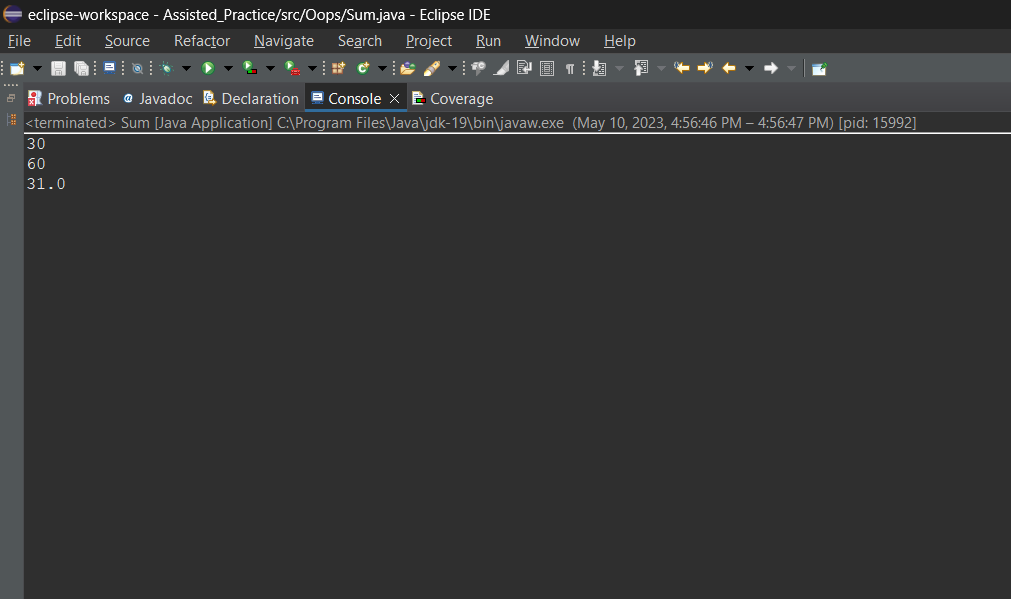 eclipse-workspace - Assisted_Practice/src/Oops/Sum.java - Eclipse IDE
File Edit Source Refactor Navigate Search Project Run Window Help
Problems @ Javadoc Declaration Console Coverage
<terminated> Sum [Java Application] C:\Program Files\Java\jdk-19\bin\javaw.exe (May 10, 2023, 4:56:46 PM – 4:56:47 PM) [pid: 15992]
30
60
31.0